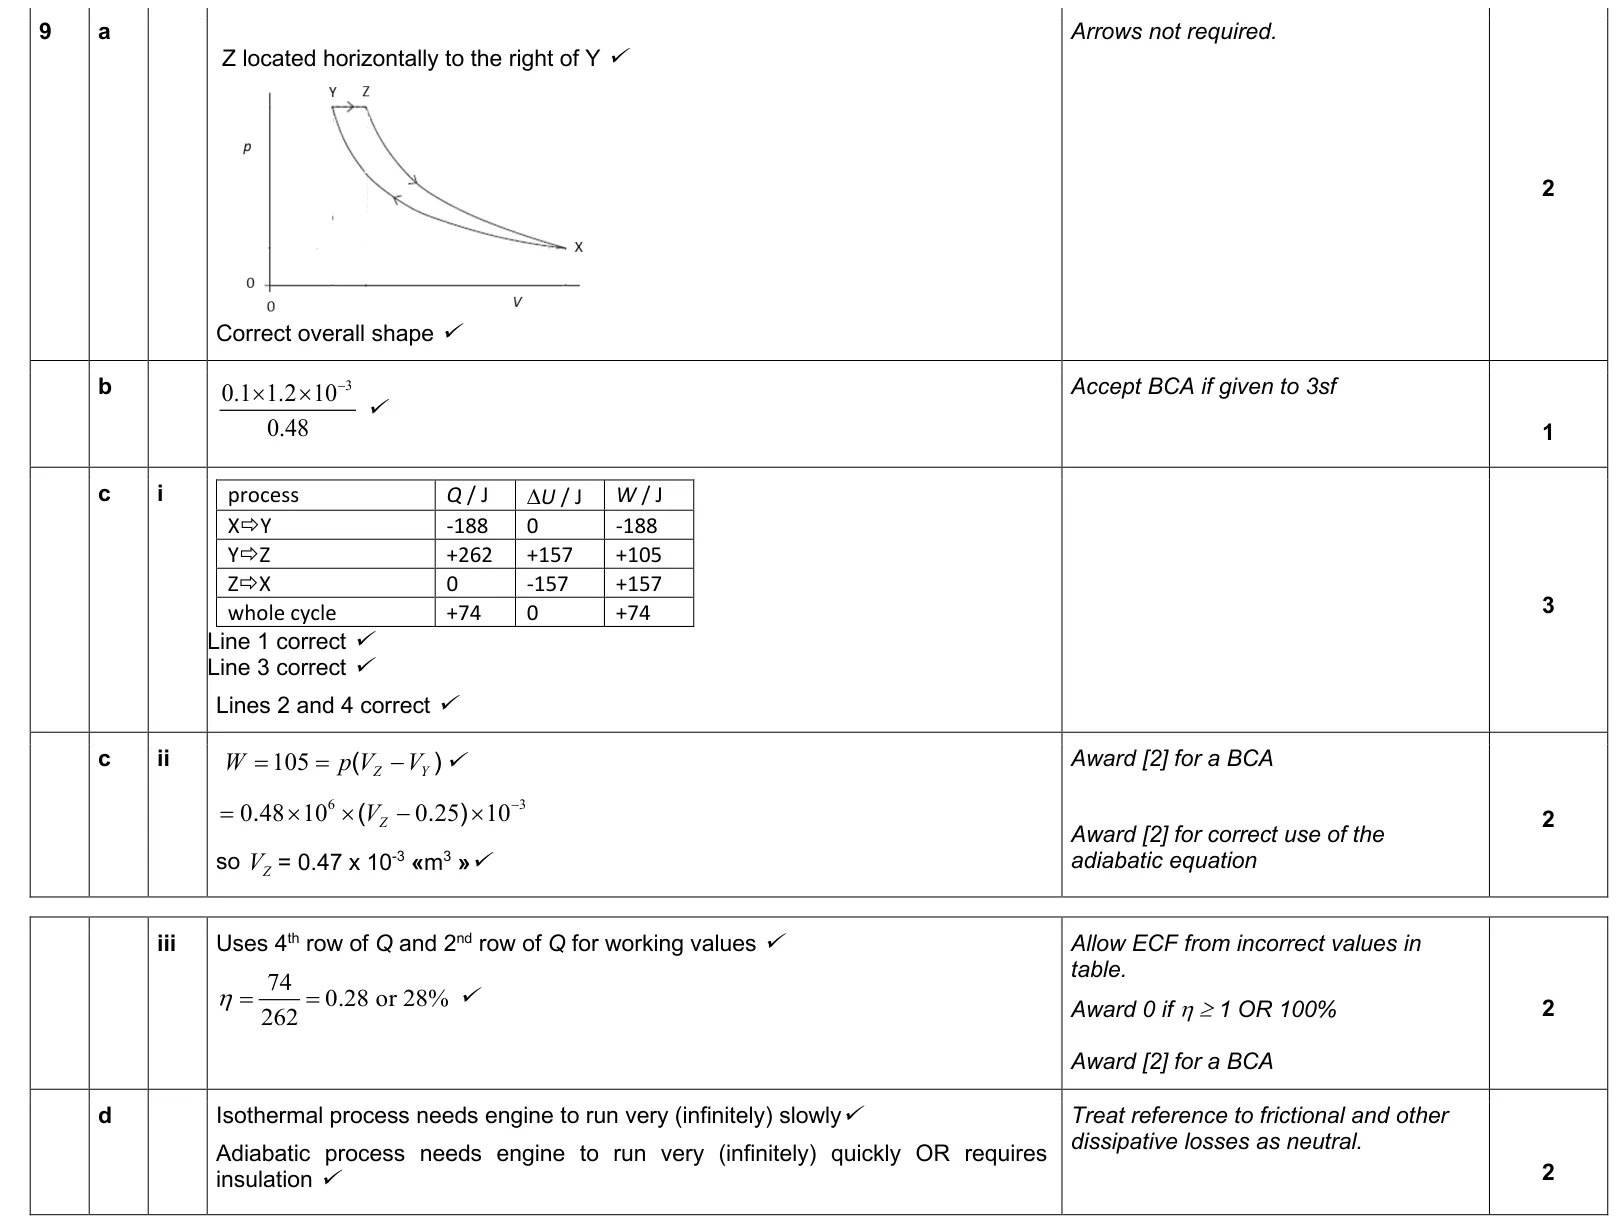 9 a Arrows not required.
Z located horizontally to the right of Y ✓
Y Z
p
X
0
0
V
2
Correct overall shape ✓
b 0.1×1.2×10⁻³ / 0.48 ✓ Accept BCA if given to 3sf
1
c i
process Q / J ΔU / J W / J
X⇨Y -188 0 -188
Y⇨Z +262 +157 +105
Z⇨X 0 -157 +157
whole cycle +74 0 +74
3
Line 1 correct ✓
Line 3 correct ✓
Lines 2 and 4 correct ✓
c ii W = 105 = p(V_Z − V_Y) ✓ Award [2] for a BCA
= 0.48×10⁶ ×(V_Z − 0.25)×10⁻³
2
Award [2] for correct use of the
adiabatic equation
so V_Z = 0.47 x 10⁻³ «m³ »✓
iii Uses 4th row of Q and 2nd row of Q for working values ✓ Allow ECF from incorrect values in
table.
η = 74/262 = 0.28 or 28% ✓ Award 0 if η ≥ 1 OR 100%
2
Award [2] for a BCA
d Isothermal process needs engine to run very (infinitely) slowly✓ Treat reference to frictional and other
dissipative losses as neutral.
Adiabatic process needs engine to run very (infinitely) quickly OR requires
insulation ✓
2